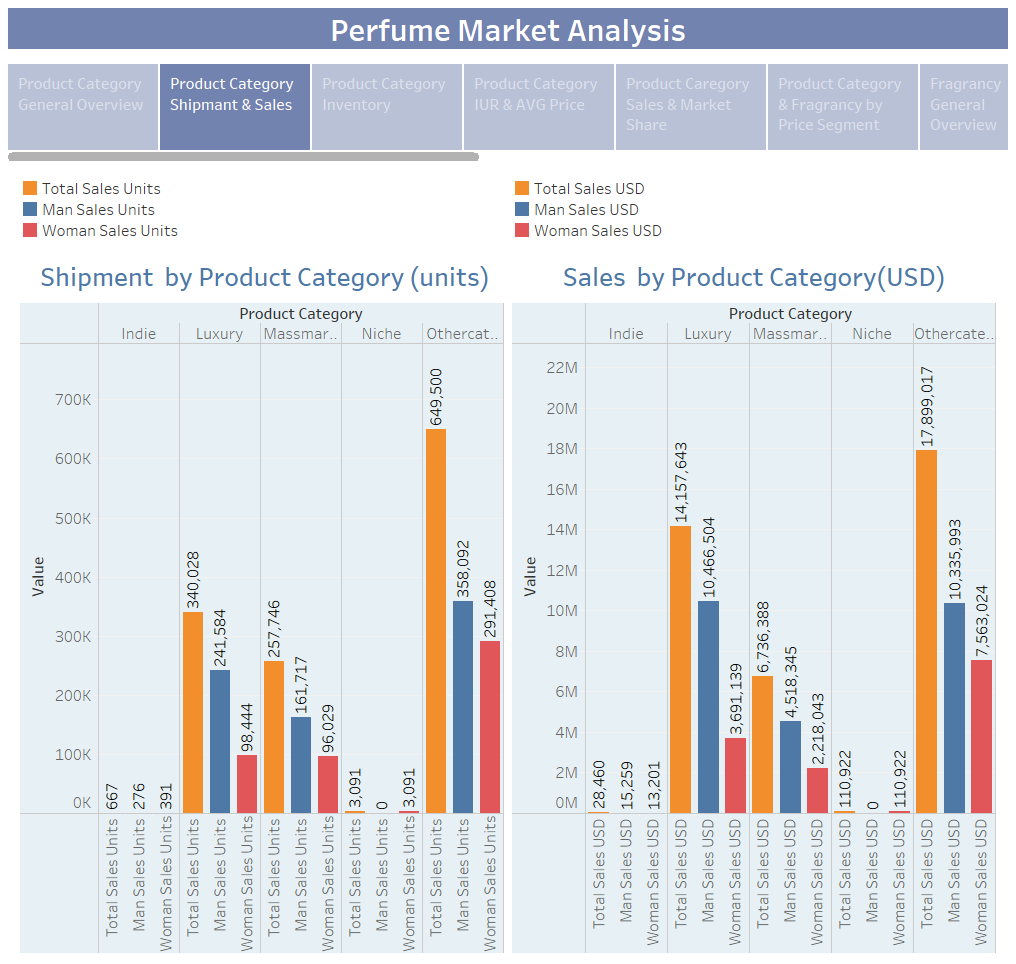 Perfume Market Analysis
Product Category
General Overview
Product Category
Shipment & Sales
Product Category
Inventory
Product Category
IUR & AVG Price
Product Caregory
Sales & Market
Share
Product Category
& Fragrancy by
Price Segment
Fragrancy
General
Overview
Total Sales Units
Man Sales Units
Woman Sales Units
Total Sales USD
Man Sales USD
Woman Sales USD
Shipment by Product Category (units)
Product Category
Indie Luxury Massmar.. Niche Othercat..
Value
700K
600K
500K
400K
300K
200K
100K
0K
667
276
391
340,028
241,584
98,444
257,746
161,717
96,029
3,091
0
3,091
649,500
358,092
291,408
Total Sales Units
Man Sales Units
Woman Sales Units
Total Sales Units
Man Sales Units
Woman Sales Units
Total Sales Units
Man Sales Units
Woman Sales Units
Total Sales Units
Man Sales Units
Woman Sales Units
Total Sales Units
Man Sales Units
Woman Sales Units
Sales by Product Category(USD)
Product Category
Indie Luxury Massmar.. Niche Othercate..
Value
22M
20M
18M
16M
14M
12M
10M
8M
6M
4M
2M
0M
28,460
15,259
13,201
14,157,643
10,466,504
3,691,139
6,736,388
4,518,345
2,218,043
110,922
0
110,922
17,899,017
10,335,993
7,563,024
Total Sales USD
Man Sales USD
Woman Sales USD
Total Sales USD
Man Sales USD
Woman Sales USD
Total Sales USD
Man Sales USD
Woman Sales USD
Total Sales USD
Man Sales USD
Woman Sales USD
Total Sales USD
Man Sales USD
Woman Sales USD